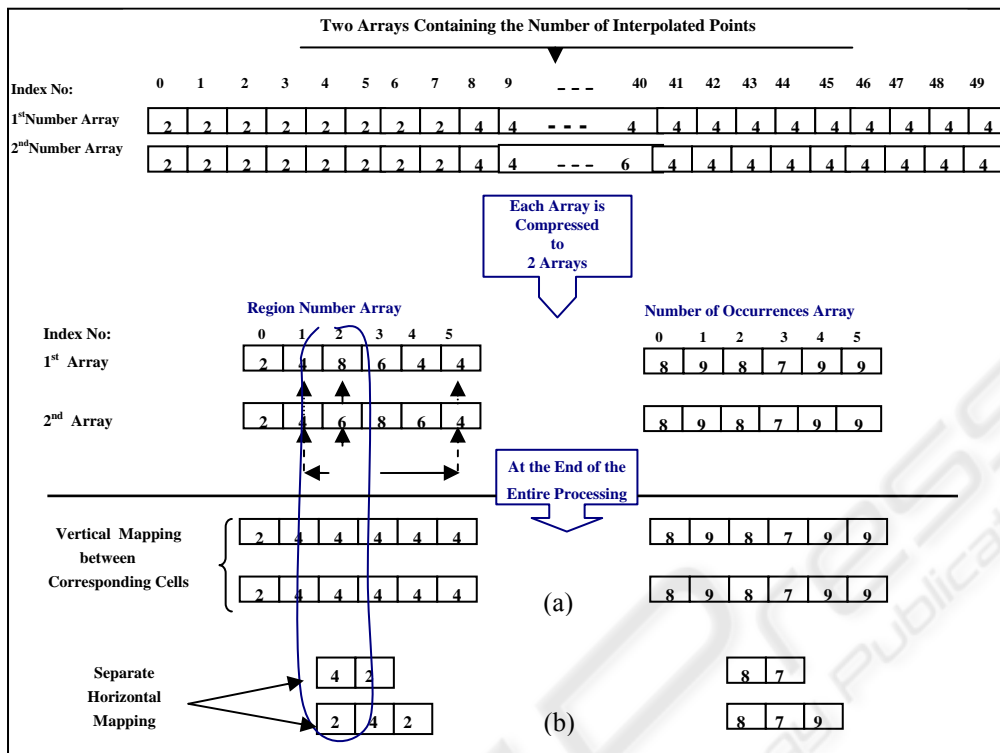 Two Arrays Containing the Number of Interpolated Points
0 1 2 3 4 5 6 7 8 9 - - - 40 41 42 43 44 45 46 47 48 49
Index No:
1stNumber Array 2 2 2 2 2 2 2 2 4 4 - - - 4 4 4 4 4 4 4 4 4 4
2ndNumber Array 2 2 2 2 2 2 2 2 4 4 - - - 6 4 4 4 4 4 4 4 4 4
Each Array is
Compressed
to
2 Arrays
Region Number Array Number of Occurrences Array
Index No: 0 1 2 3 4 5 0 1 2 3 4 5
1st Array 2 4 8 6 4 4 8 9 8 7 9 9
2nd Array 2 4 6 8 6 4 8 9 8 7 9 9
At the End of the
Entire Processing
Vertical Mapping
between
Corresponding Cells
2 4 4 4 4 4 8 9 8 7 9 9
2 4 4 4 4 4 (a) 8 9 8 7 9 9
Separate
Horizontal
Mapping
4 2 8 7
2 4 2 (b) 8 7 9